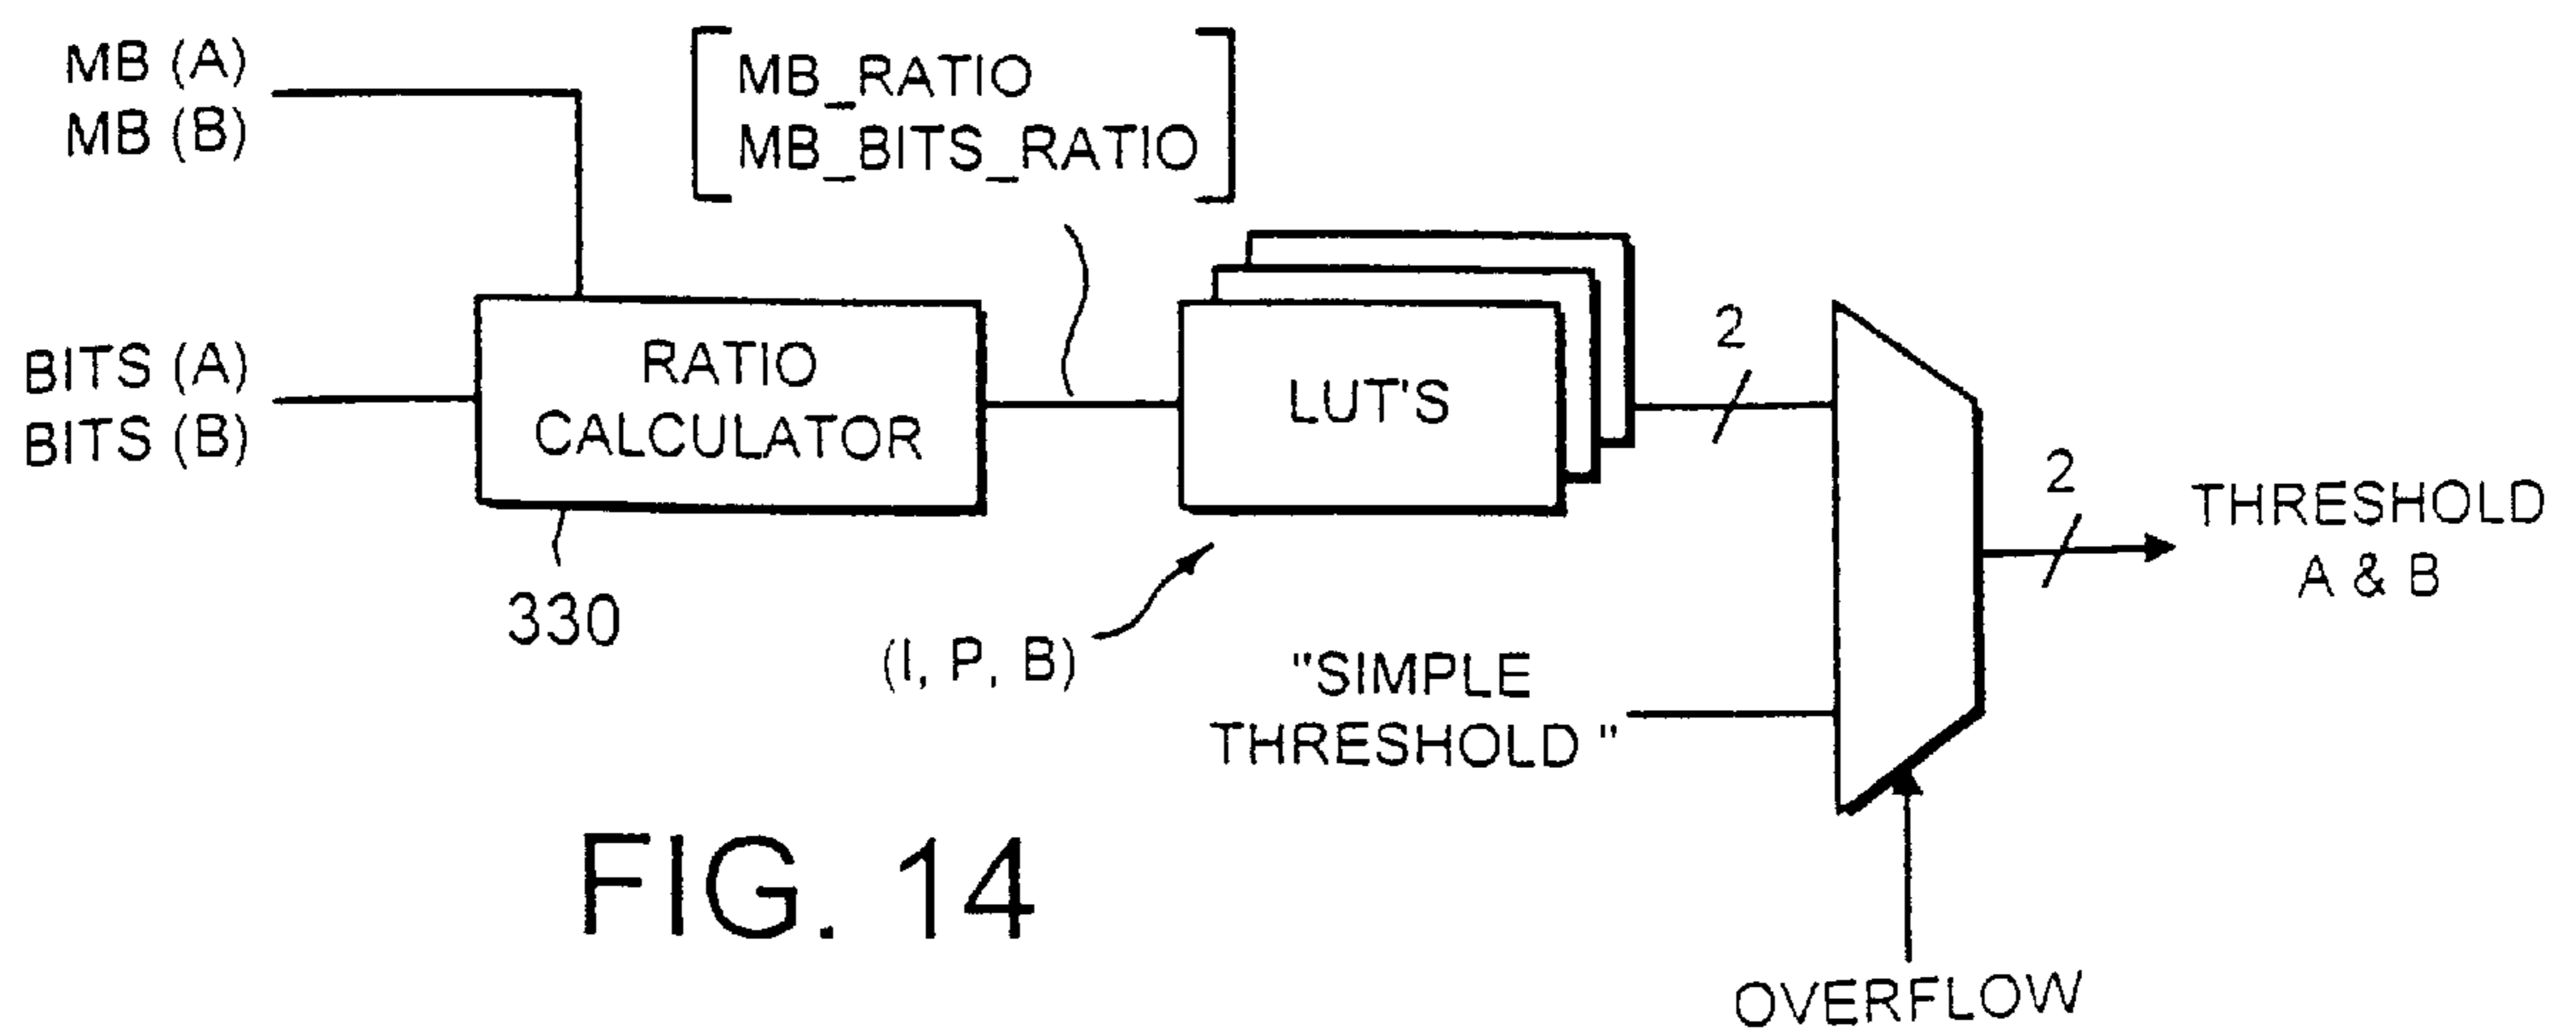 MB (A)
MB (B)
MB_RATIO
MB_BITS_RATIO
BITS (A)
BITS (B)
RATIO
CALCULATOR
330
LUT'S
(I, P, B)
2
"SIMPLE
THRESHOLD "
2
THRESHOLD
A & B
OVERFLOW
FIG. 14